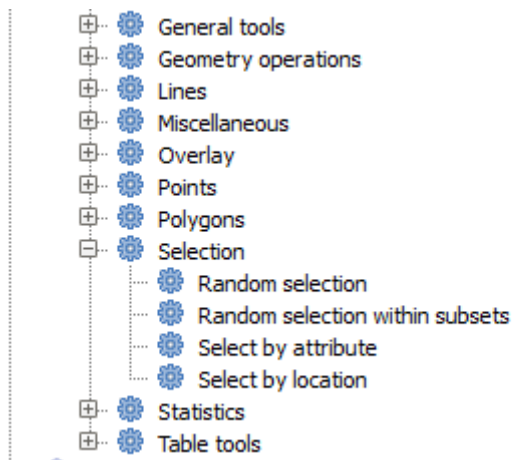 General tools
Geometry operations
Lines
Miscellaneous
Overlay
Points
Polygons
Selection
Random selection
Random selection within subsets
Select by attribute
Select by location
Statistics
Table tools